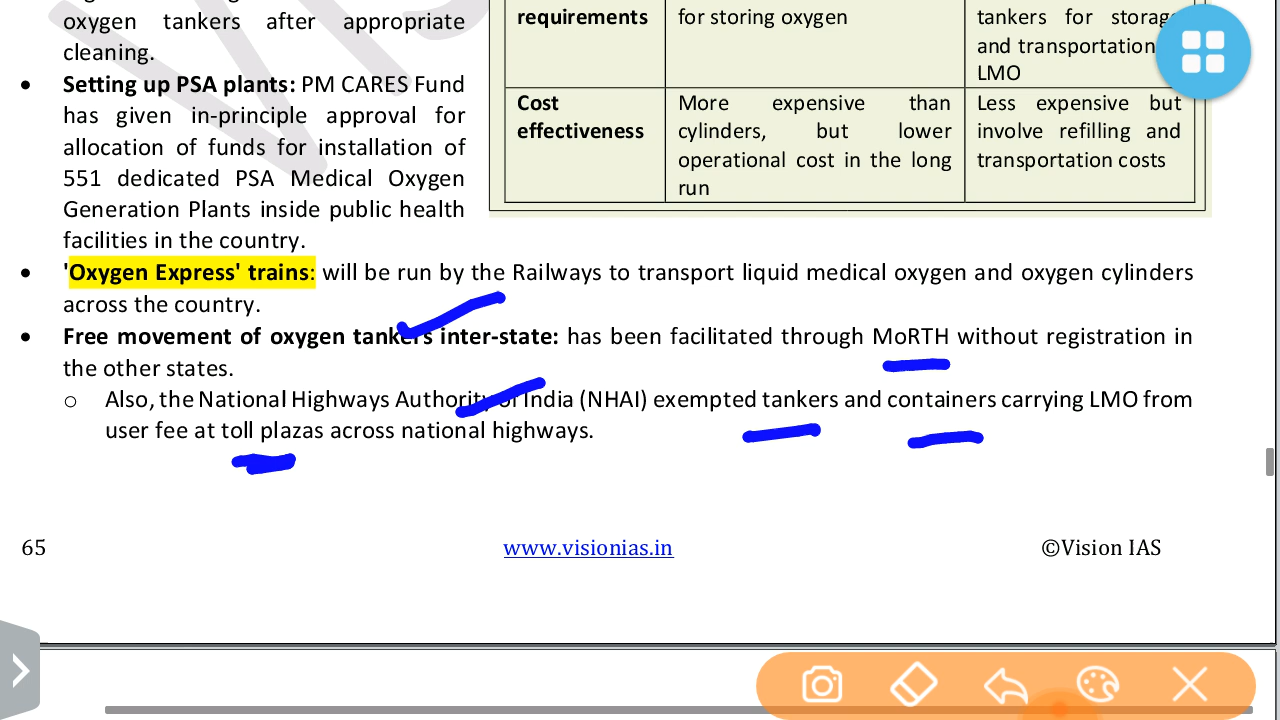 oxygen tankers after appropriate
cleaning.
• Setting up PSA plants: PM CARES Fund
has given in-principle approval for
allocation of funds for installation of
551 dedicated PSA Medical Oxygen
Generation Plants inside public health
facilities in the country.
requirements
for storing oxygen
tankers for storage
and transportation
LMO
Cost
effectiveness
More expensive than
cylinders, but lower
operational cost in the long
run
Less expensive but
involve refilling and
transportation costs
• 'Oxygen Express' trains: will be run by the Railways to transport liquid medical oxygen and oxygen cylinders
across the country.
• Free movement of oxygen tankers inter-state: has been facilitated through MoRTH without registration in
the other states.
o Also, the National Highways Authority of India (NHAI) exempted tankers and containers carrying LMO from
user fee at toll plazas across national highways.
65 www.visionias.in ©Vision IAS